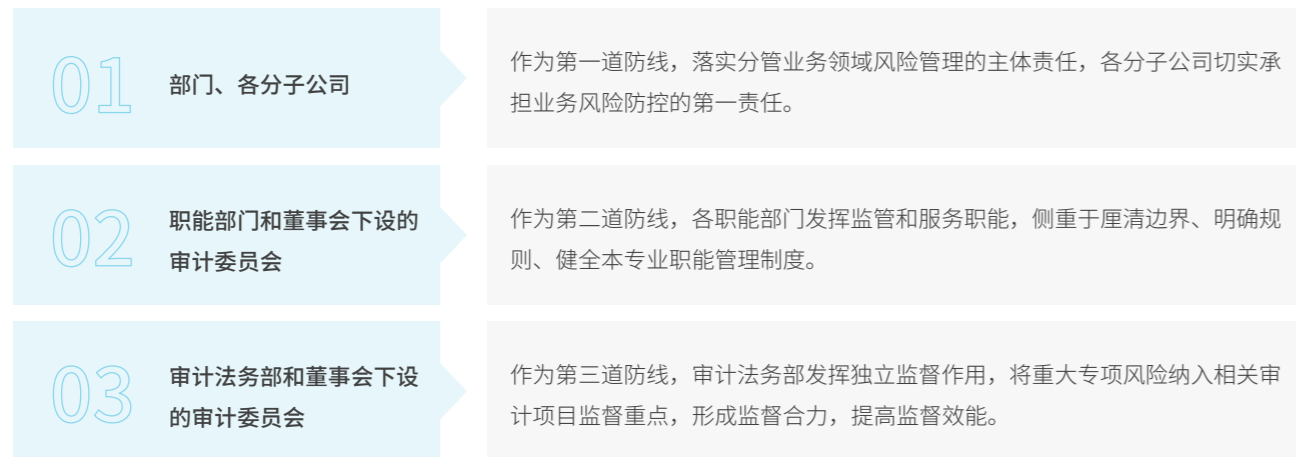 01
部门、各分子公司
作为第一道防线，落实分管业务领域风险管理的主体责任，各分子公司切实承
担业务风险防控的第一责任。
02
职能部门和董事会下设的
审计委员会
作为第二道防线，各职能部门发挥监管和服务职能，侧重于厘清边界、明确规
则、健全本专业职能管理制度。
03
审计法务部和董事会下设
的审计委员会
作为第三道防线，审计法务部发挥独立监督作用，将重大专项风险纳入相关审
计项目监督重点，形成监督合力，提高监督效能。